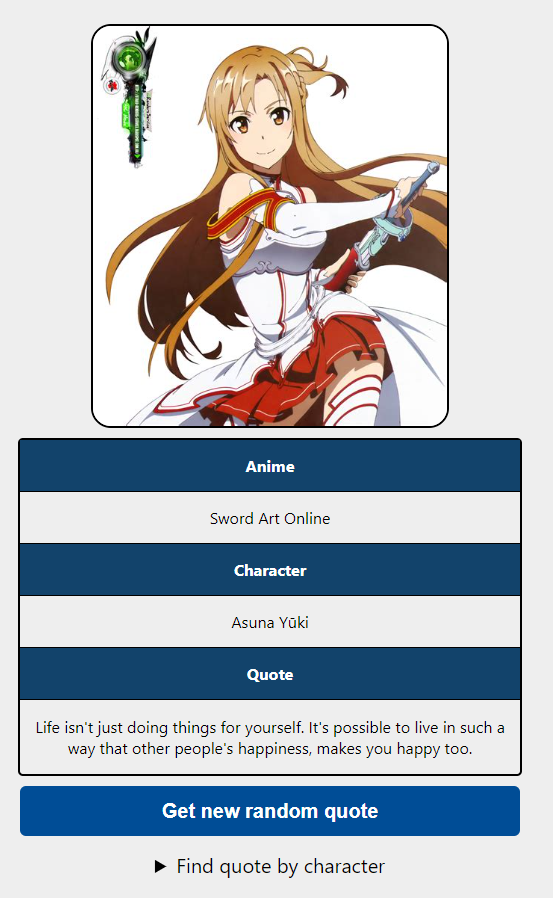 Anime
Sword Art Online
Character
Asuna Yūki
Quote
Life isn't just doing things for yourself. It's possible to live in such a
way that other people's happiness, makes you happy too.
Get new random quote
▶ Find quote by character